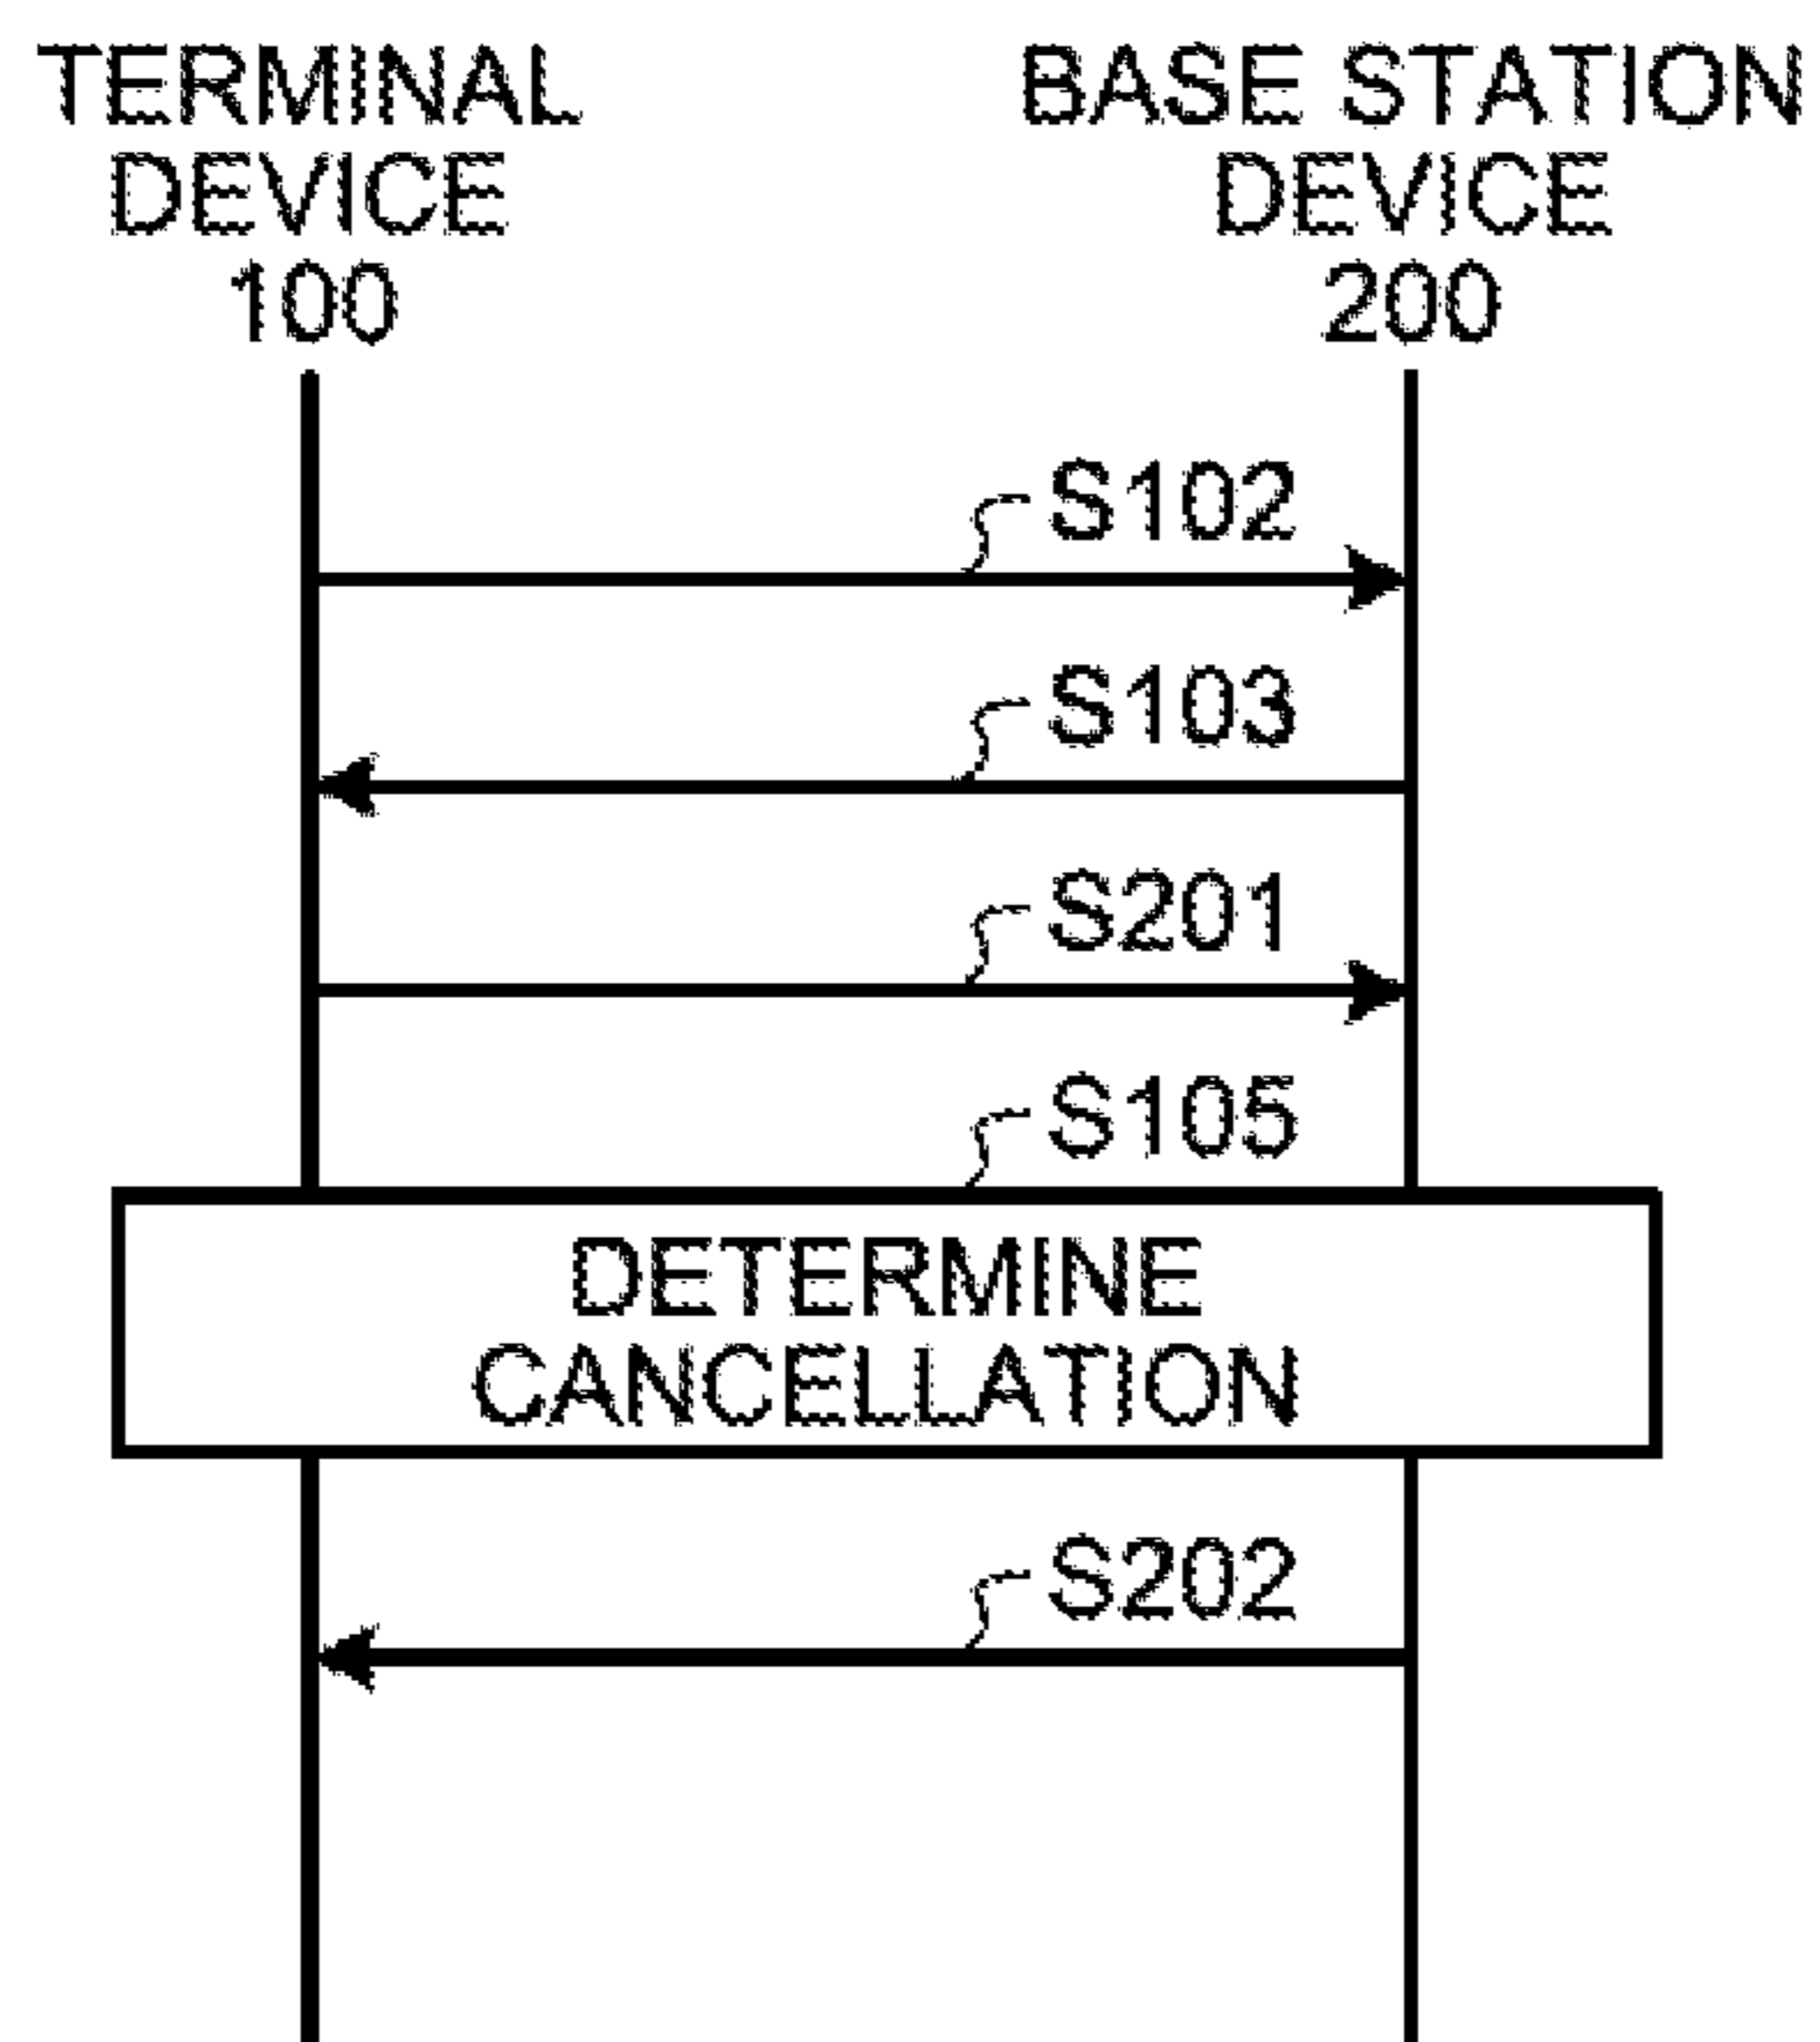 TERMINAL
DEVICE
100
BASE STATION
DEVICE
200
S102
S103
S201
S105
DETERMINE
CANCELLATION
S202